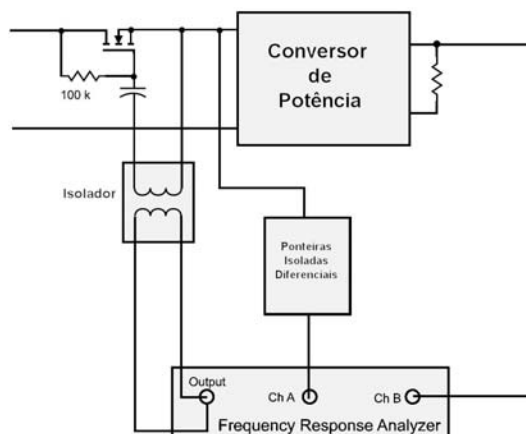 Conversor
de
Potência
100 k
Isolador
Ponteiras
Isoladas
Diferenciais
Output
Ch A
Ch B
Frequency Response Analyzer